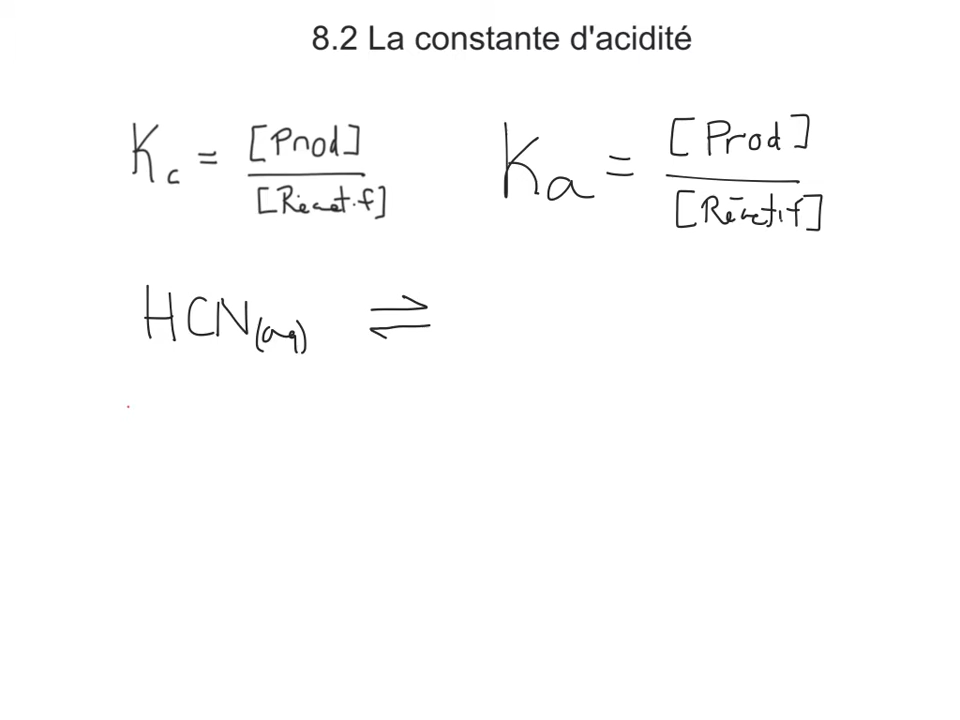 8.2 La constante d'acidité
Kc = [Prod] / [Réactif]
Ka = [Prod] / [Réactif]
HCN(aq) ⇌